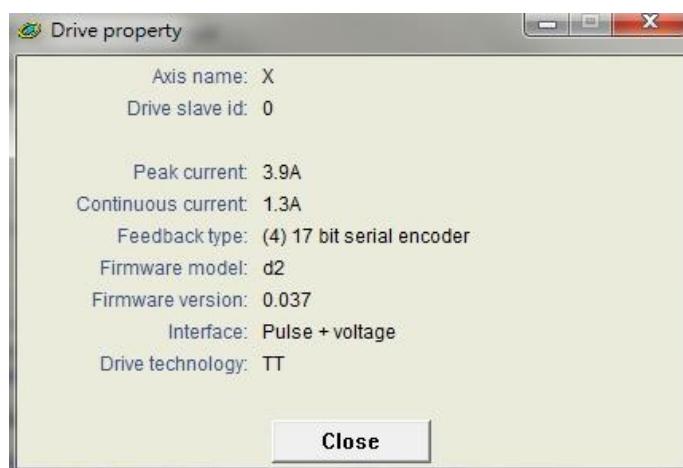 Drive property
Axis name: X
Drive slave id: 0
Peak current: 3.9A
Continuous current: 1.3A
Feedback type: (4) 17 bit serial encoder
Firmware model: d2
Firmware version: 0.037
Interface: Pulse + voltage
Drive technology: TT
Close